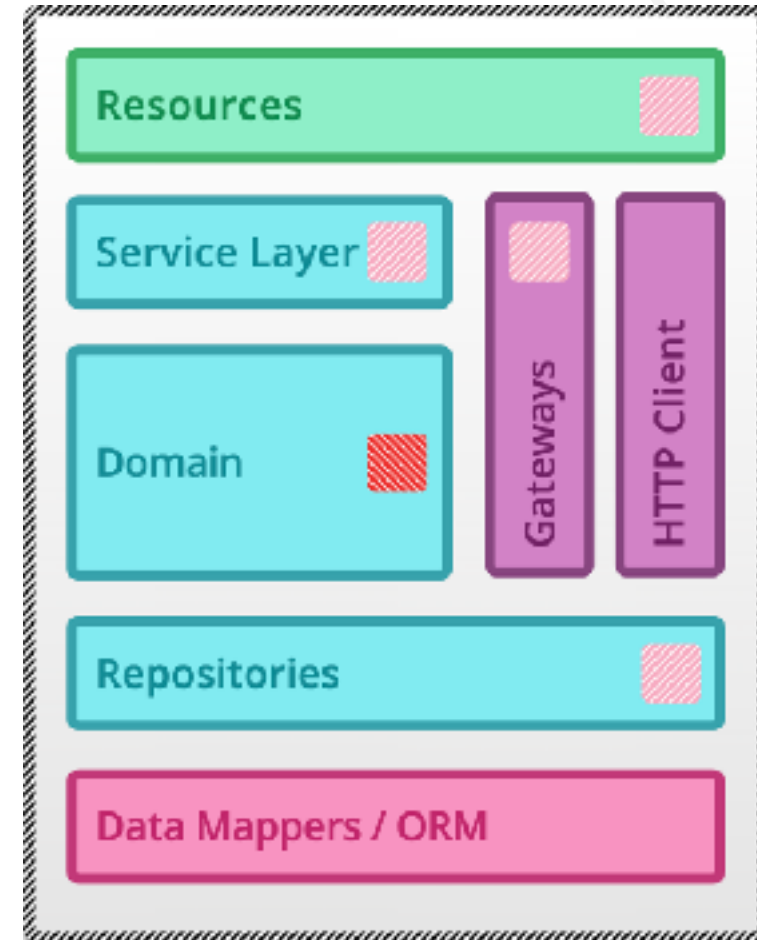 Resources
Service Layer
Domain
Gateways
HTTP Client
Repositories
Data Mappers / ORM